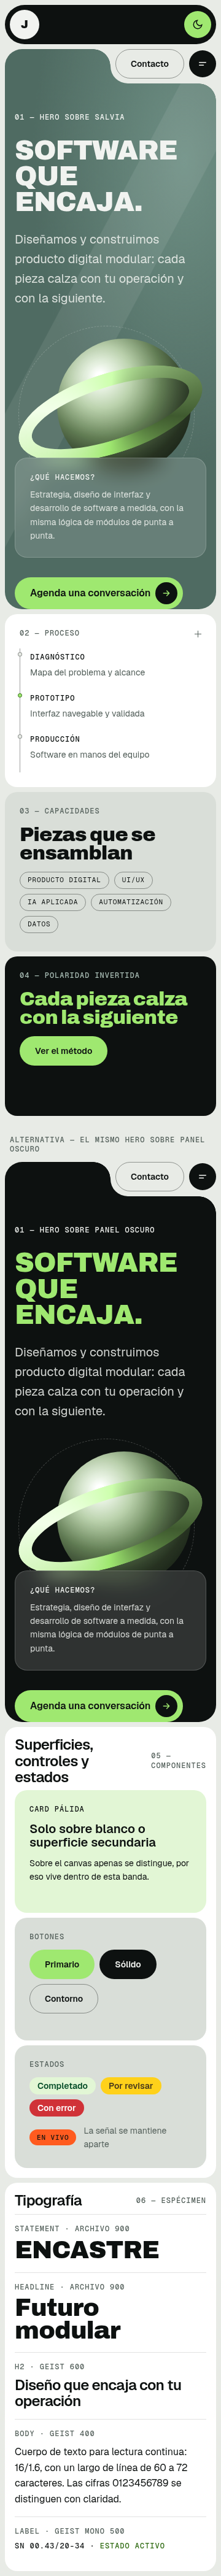 J
Contacto
01 — HERO SOBRE SALVIA
SOFTWARE
QUE
ENCAJA.
Diseñamos y construimos
producto digital modular: cada
pieza calza con tu operación y
con la siguiente.
¿QUÉ HACEMOS?
Estrategia, diseño de interfaz y
desarrollo de software a medida, con la
misma lógica de módulos de punta a
punta.
Agenda una conversación
02 — PROCESO
DIAGNÓSTICO
Mapa del problema y alcance
PROTOTIPO
Interfaz navegable y validada
PRODUCCIÓN
Software en manos del equipo
03 — CAPACIDADES
Piezas que se
ensamblan
PRODUCTO DIGITAL
UI/UX
IA APLICADA
AUTOMATIZACIÓN
DATOS
04 — POLARIDAD INVERTIDA
Cada pieza calza
con la siguiente
Ver el método
ALTERNATIVA — EL MISMO HERO SOBRE PANEL
OSCURO
Contacto
01 — HERO SOBRE PANEL OSCURO
SOFTWARE
QUE
ENCAJA.
Diseñamos y construimos
producto digital modular: cada
pieza calza con tu operación y
con la siguiente.
¿QUÉ HACEMOS?
Estrategia, diseño de interfaz y
desarrollo de software a medida, con la
misma lógica de módulos de punta a
punta.
Agenda una conversación
Superficies,
controles y
estados
05 —
COMPONENTES
CARD PÁLIDA
Solo sobre blanco o
superficie secundaria
Sobre el canvas apenas se distingue, por
eso vive dentro de esta banda.
BOTONES
Primario
Sólido
Contorno
ESTADOS
Completado
Por revisar
Con error
EN VIVO
La señal se mantiene
aparte
Tipografía
06 — ESPÉCIMEN
STATEMENT · ARCHIVO 900
ENCASTRE
HEADLINE · ARCHIVO 900
Futuro
modular
H2 · GEIST 600
Diseño que encaja con tu
operación
BODY · GEIST 400
Cuerpo de texto para lectura continua:
16/1.6, con un largo de línea de 60 a 72
caracteres. Las cifras 0123456789 se
distinguen en claridad.
LABEL · GEIST MONO 500
SN 00.43/20-34 · ESTADO ACTIVO